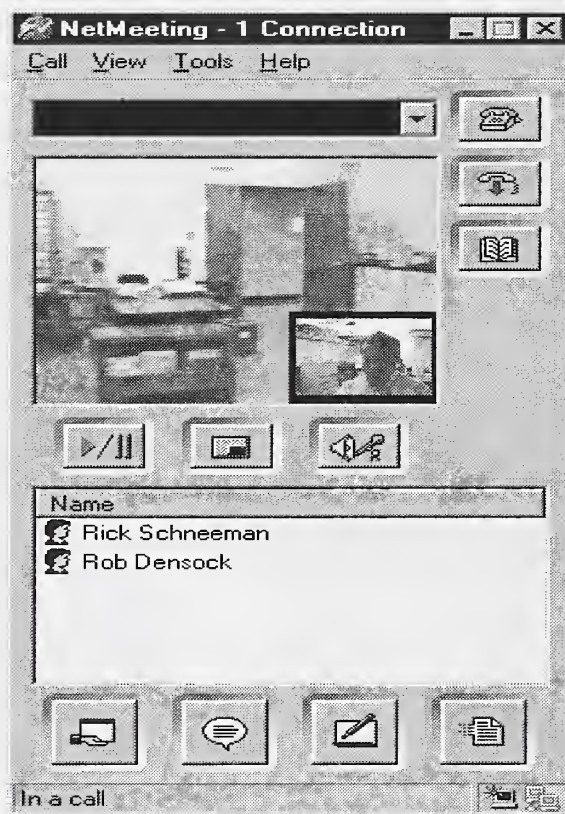 NetMeeting - 1 Connection
Call View Tools Help
Name
Rick Schneeman
Rob Densock
In a call